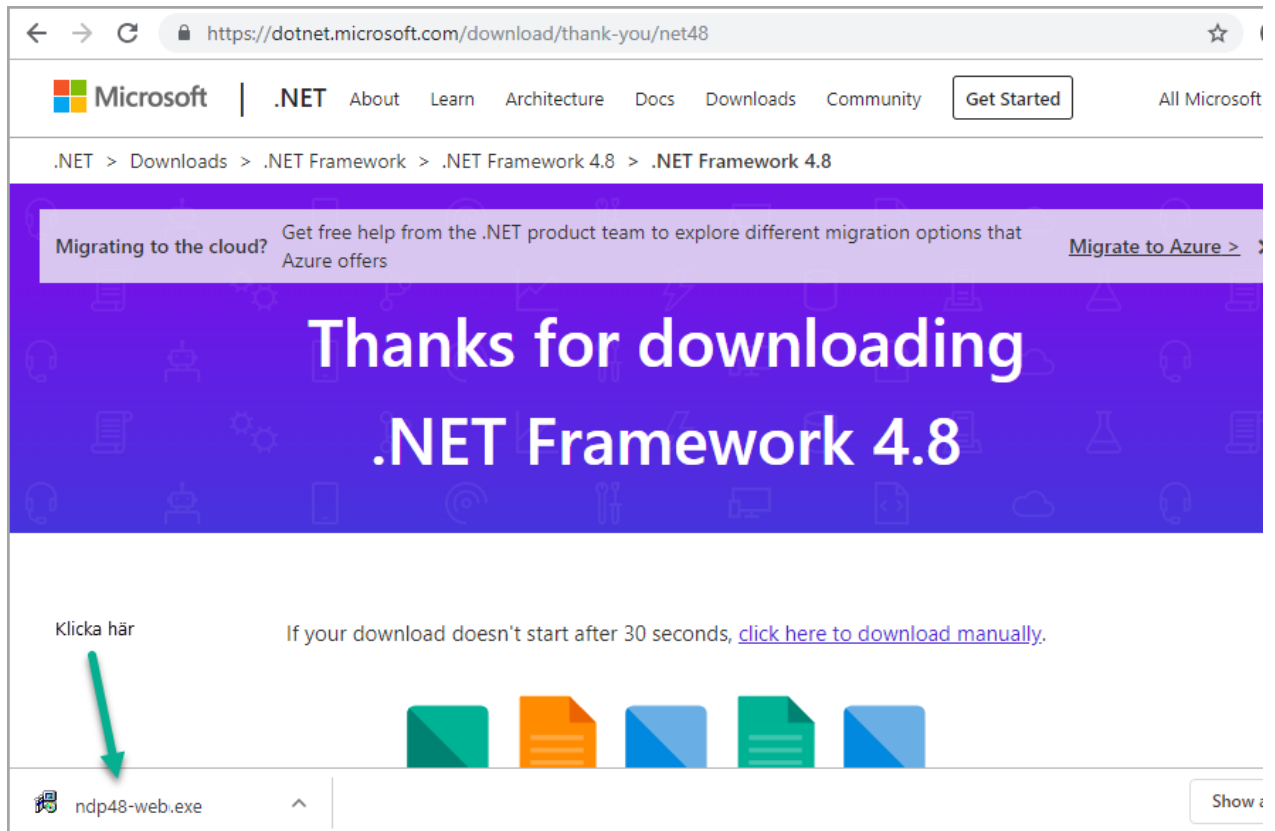 https://dotnet.microsoft.com/download/thank-you/net48
Microsoft | .NET About Learn Architecture Docs Downloads Community Get Started All Microsoft
.NET > Downloads > .NET Framework > .NET Framework 4.8 > .NET Framework 4.8
Migrating to the cloud? Get free help from the .NET product team to explore different migration options that Azure offers Migrate to Azure >
Thanks for downloading
.NET Framework 4.8
Klicka här
If your download doesn't start after 30 seconds, click here to download manually.
ndp48-web.exe
Show